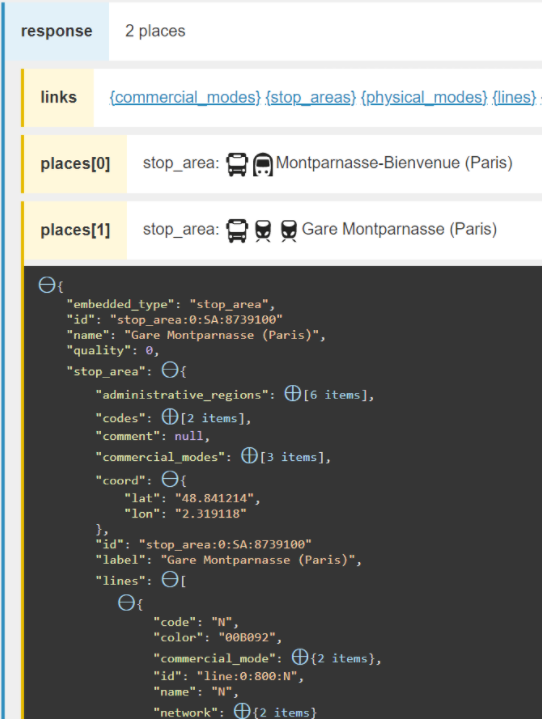 response 2 places
links {commercial_modes} {stop_areas} {physical_modes} {lines}
places[0] stop_area: Montparnasse-Bienvenue (Paris)
places[1] stop_area: Gare Montparnasse (Paris)
{
"embedded_type": "stop_area",
"id": "stop_area:0:SA:8739100"
"name": "Gare Montparnasse (Paris)",
"quality": 0,
"stop_area": {
"administrative_regions": [6 items],
"codes": [2 items],
"comment": null,
"commercial_modes": [3 items],
"coord": {
"lat": "48.841214",
"lon": "2.319118"
},
"id": "stop_area:0:SA:8739100"
"label": "Gare Montparnasse (Paris)",
"lines": [
{
"code": "N",
"color": "00B092",
"commercial_mode": {2 items},
"id": "line:0:800:N",
"name": "N",
"network": {2 items}